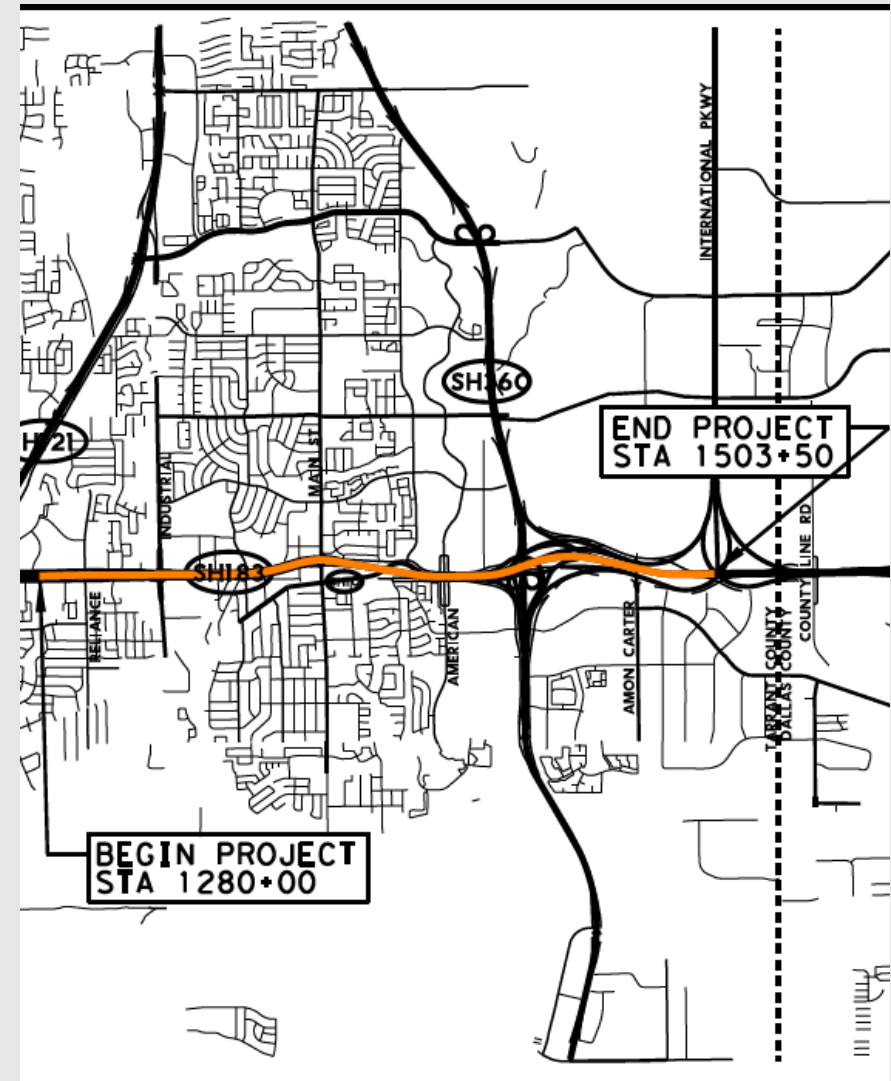 INTERNATIONAL PKWY
SH360
END PROJECT
STA 1503+50
H121
MAIN ST
INDUSTRIAL
COUNTY LINE RD
SH183
RELIANCE
AMERICAN
AMON CARTER
TARRANT COUNTY
DALLAS COUNTY
BEGIN PROJECT
STA 1280+00